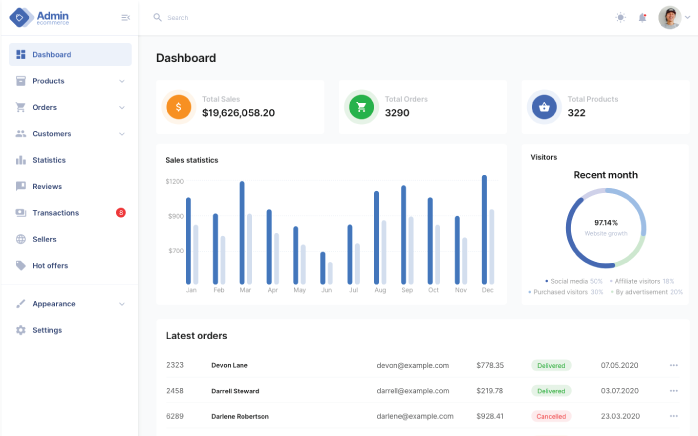 Admin
ecommerce
Search
Dashboard
Products
Orders
Customers
Statistics
Reviews
Transactions 8
Sellers
Hot offers
Appearance
Settings
Dashboard
Total Sales
$19,626,058.20
Total Orders
3290
Total Products
322
Sales statistics
$1200
$900
$700
Jan Feb Mar Apr May Jun Jul Aug Sep Oct Nov Dec
Visitors
Recent month
97.14%
Website growth
Social media 50% Affiliate visitors 18%
Purchased visitors 30% By advertisement 20%
Latest orders
2323 Devon Lane devon@example.com $778.35 Delivered 07.05.2020
2458 Darrell Steward darrell@example.com $219.78 Delivered 03.07.2020
6289 Darlene Robertson darlene@example.com $928.41 Cancelled 23.03.2020